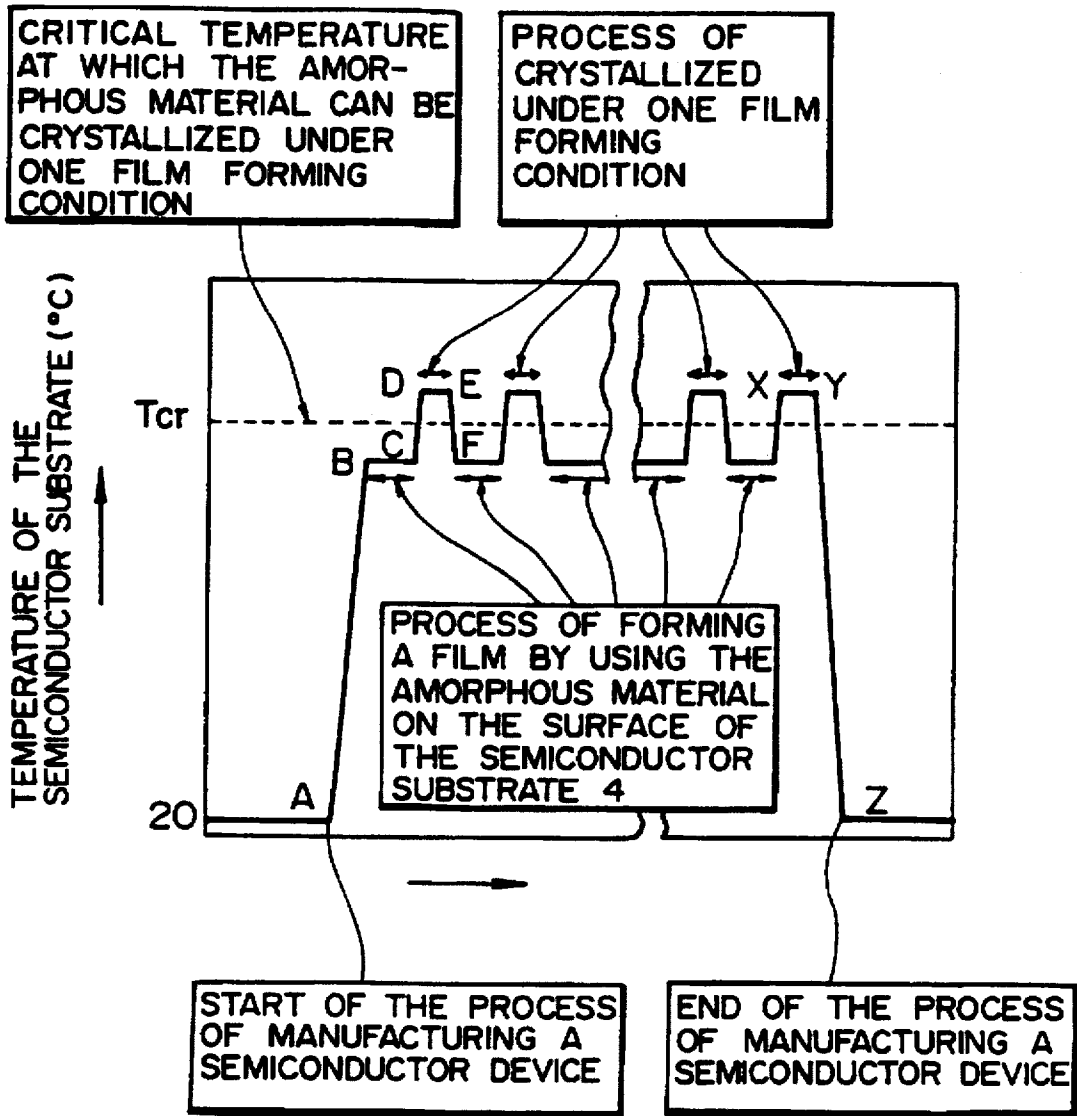 CRITICAL TEMPERATURE
AT WHICH THE AMOR-
PHOUS MATERIAL CAN BE
CRYSTALLIZED UNDER
ONE FILM FORMING
CONDITION
PROCESS OF
CRYSTALLIZED
UNDER ONE FILM
FORMING
CONDITION
TEMPERATURE OF THE
SEMICONDUCTOR SUBSTRATE (°C)
D E X Y
Tcr
B C F
PROCESS OF FORMING
A FILM BY USING THE
AMORPHOUS MATERIAL
ON THE SURFACE OF
THE SEMICONDUCTOR
SUBSTRATE 4
A Z
20
START OF THE PROCESS
OF MANUFACTURING A
SEMICONDUCTOR DEVICE
END OF THE PROCESS
OF MANUFACTURING A
SEMICONDUCTOR DEVICE